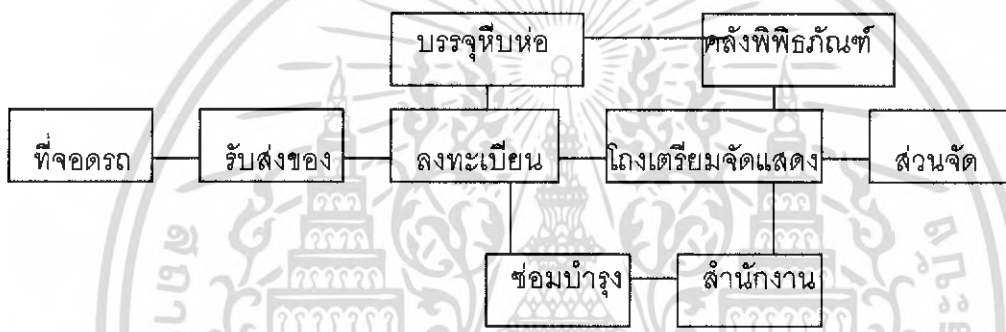 บรรจุหีบห่อ คลังพิพิธภัณฑ์
ที่จอดรถ รับส่งของ ลงทะเบียน โถงเตรียมจัดแสดง ส่วนจัด
ซ่อมบำรุง สำนักงาน